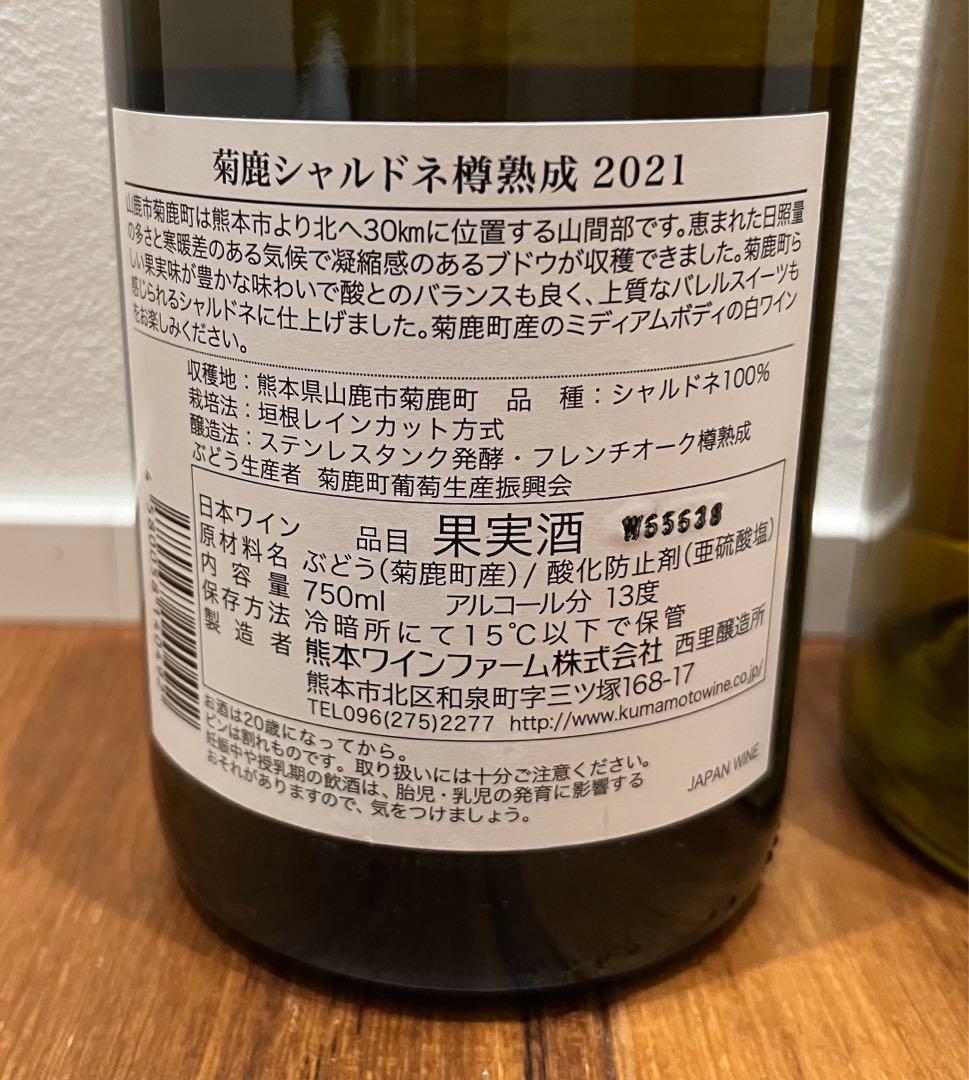 菊鹿シャルドネ樽熟成 2021
山鹿市菊鹿町は熊本市より北へ30kmに位置する山間部です。恵まれた日照量
の多さと寒暖差のある気候で凝縮感のあるブドウが収穫できました。菊鹿町ら
しい果実味が豊かな味わいで酸とのバランスも良く、上質なバレルスイーツも
感じられるシャルドネに仕上げました。菊鹿町産のミディアムボディの白ワイン
をお楽しみください。
収穫地：熊本県山鹿市菊鹿町 品 種：シャルドネ100%
栽培法：垣根レインカット方式
醸造法：ステンレスタンク発酵・フレンチオーク樽熟成
ぶどう生産者 菊鹿町葡萄生産振興会
日本ワイン 品目 果実酒 W65638
原材料名 ぶどう(菊鹿町産)/ 酸化防止剤(亜硫酸塩)
内容量 750ml アルコール分 13度
保存方法 冷暗所にて15℃以下で保管
製造者 熊本ワインファーム株式会社 西里醸造所
熊本市北区和泉町字三ツ塚168-17
TEL096(275)2277 http://www.kumamotowine.co.jp/
お酒は20歳になってから。
ビンは割れものです。取り扱いには十分ご注意ください。
妊娠中や授乳期の飲酒は、胎児・乳児の発育に影響する
おそれがありますので、気をつけましょう。
JAPAN WINE